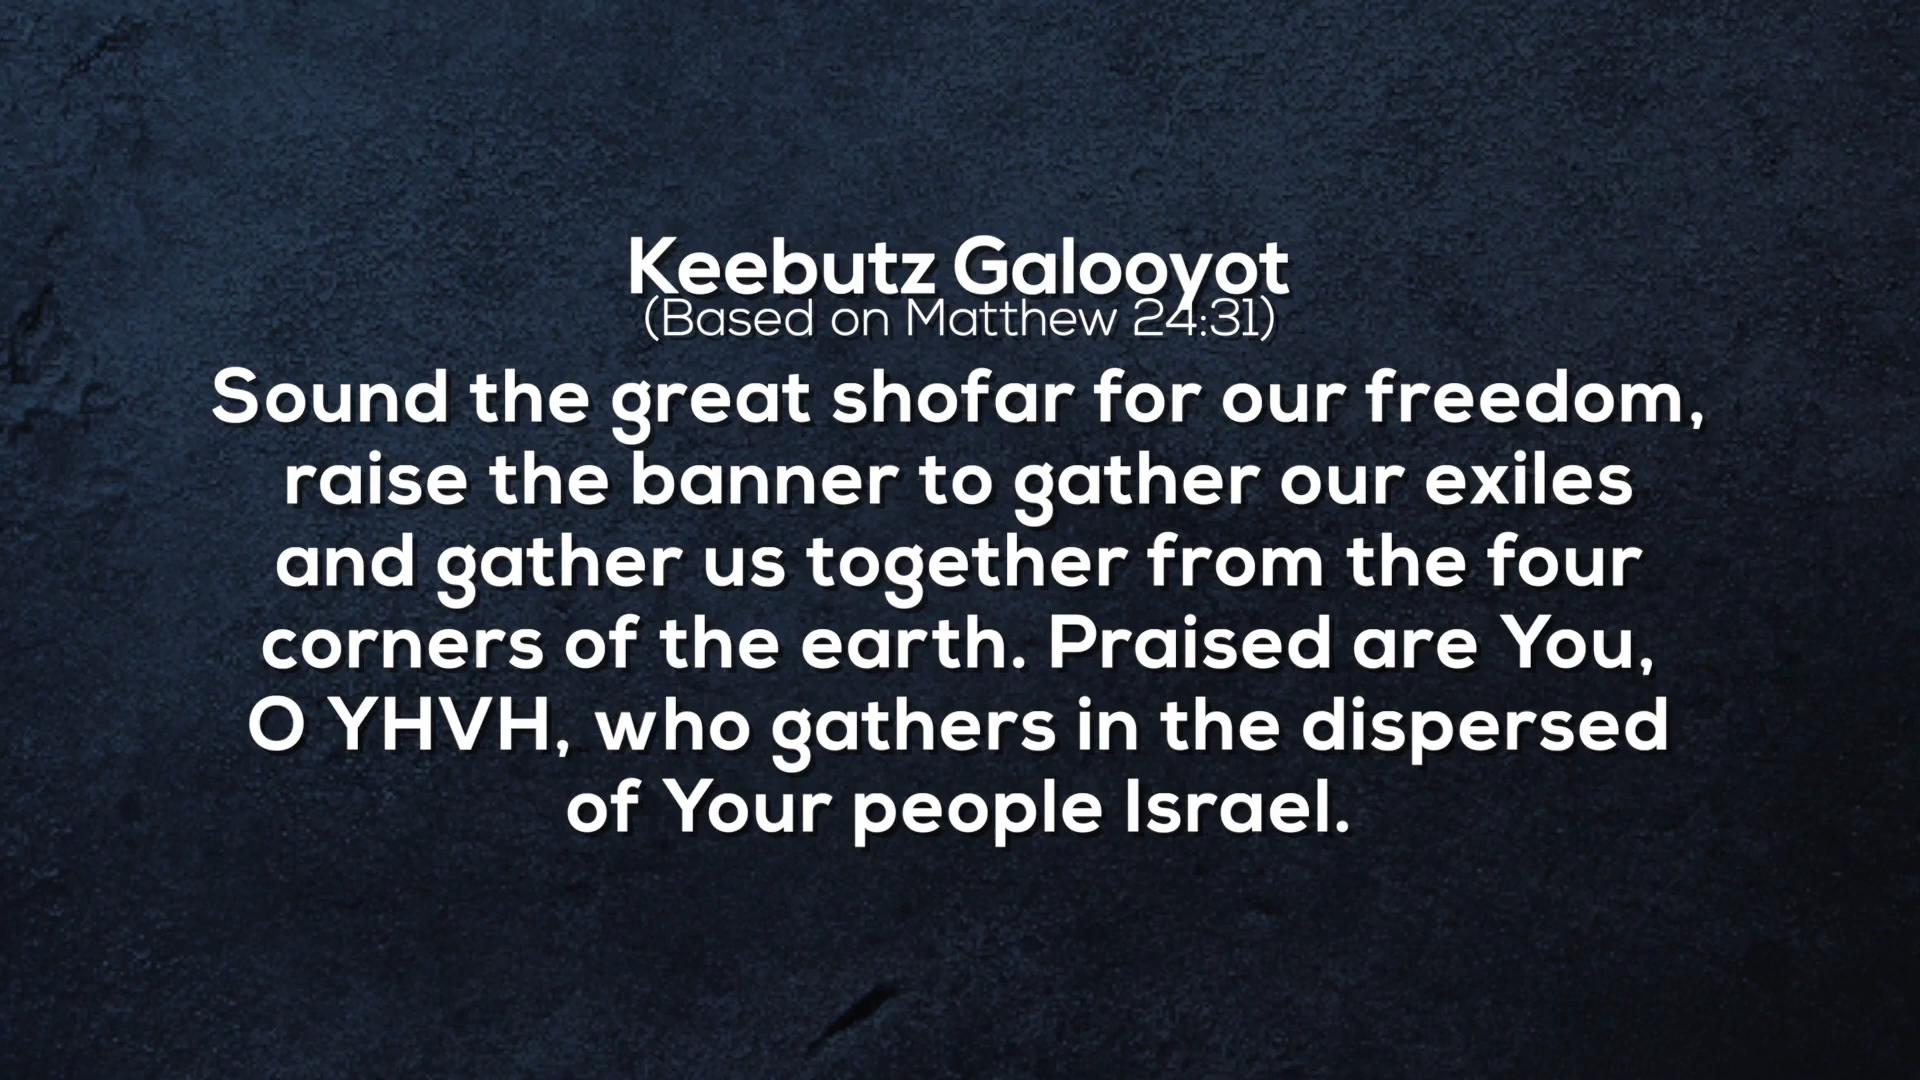 Keebutz Galooyot
(Based on Matthew 24:31)
Sound the great shofar for our freedom,
raise the banner to gather our exiles
and gather us together from the four
corners of the earth. Praised are You,
O YHVH, who gathers in the dispersed
of Your people Israel.